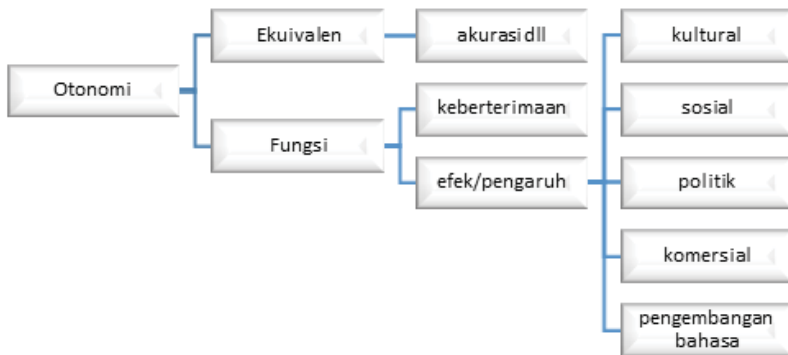 Otonomi
Ekuivalen
Fungsi
akurasi dll
keberterimaan
efek/pengaruh
kultural
sosial
politik
komersial
pengembangan
bahasa